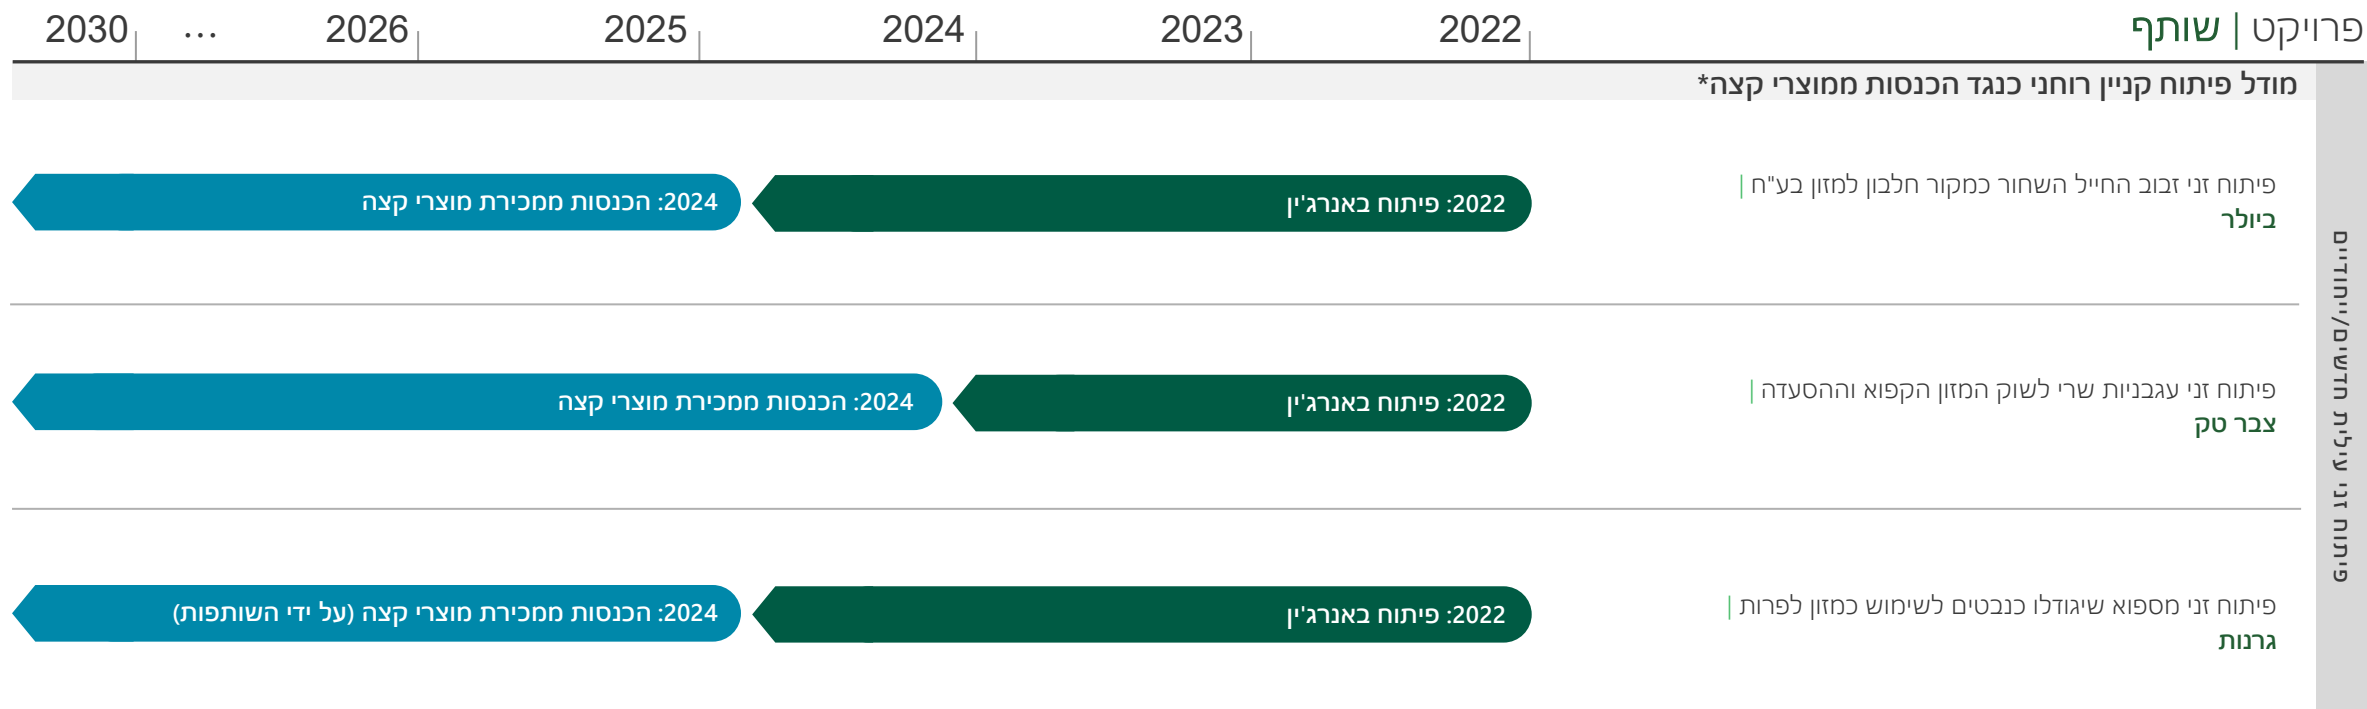 פרויקט | שותף
2022 2023 2024 2025 2026 ... 2030
מודל פיתוח קניין רוחני כנגד הכנסות ממוצרי קצה*
פיתוח זני עילית חדשים/ייחודיים
פיתוח זני זבוב החייל השחור כמקור חלבון למזון בע"ח |
ביולר
2022: פיתוח באנרג'ין
2024: הכנסות ממכירת מוצרי קצה
פיתוח זני עגבניות שרי לשוק המזון הקפוא וההסעדה |
צבר טק
2022: פיתוח באנרג'ין
2024: הכנסות ממכירת מוצרי קצה
פיתוח זני מספוא שיגודלו כנבטים לשימוש כמזון לפרות |
גרנות
2022: פיתוח באנרג'ין
2024: הכנסות ממכירת מוצרי קצה (על ידי השותפות)